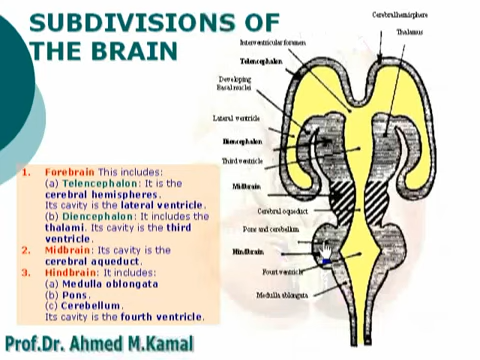 SUBDIVISIONS OF
THE BRAIN
Cerebral hemisphere
Thalamus
Interventricular foramen
Telencephalon
Developing
Basal nuclei
Lateral ventricle
Diencephalon
Third ventricle
Midbrain
Cerebral aqueduct
Pons and cerebellum
Hindbrain
Fourth ventricle
Medulla oblongata
1. Forebrain This includes:
(a) Telencephalon: It is the
cerebral hemispheres.
Its cavity is the lateral ventricle.
(b) Diencephalon: It includes the
thalami. Its cavity is the third
ventricle.
2. Midbrain: Its cavity is the
cerebral aqueduct.
3. Hindbrain: It includes:
(a) Medulla oblongata
(b) Pons.
(c) Cerebellum.
Its cavity is the fourth ventricle.
Prof.Dr. Ahmed M.Kamal